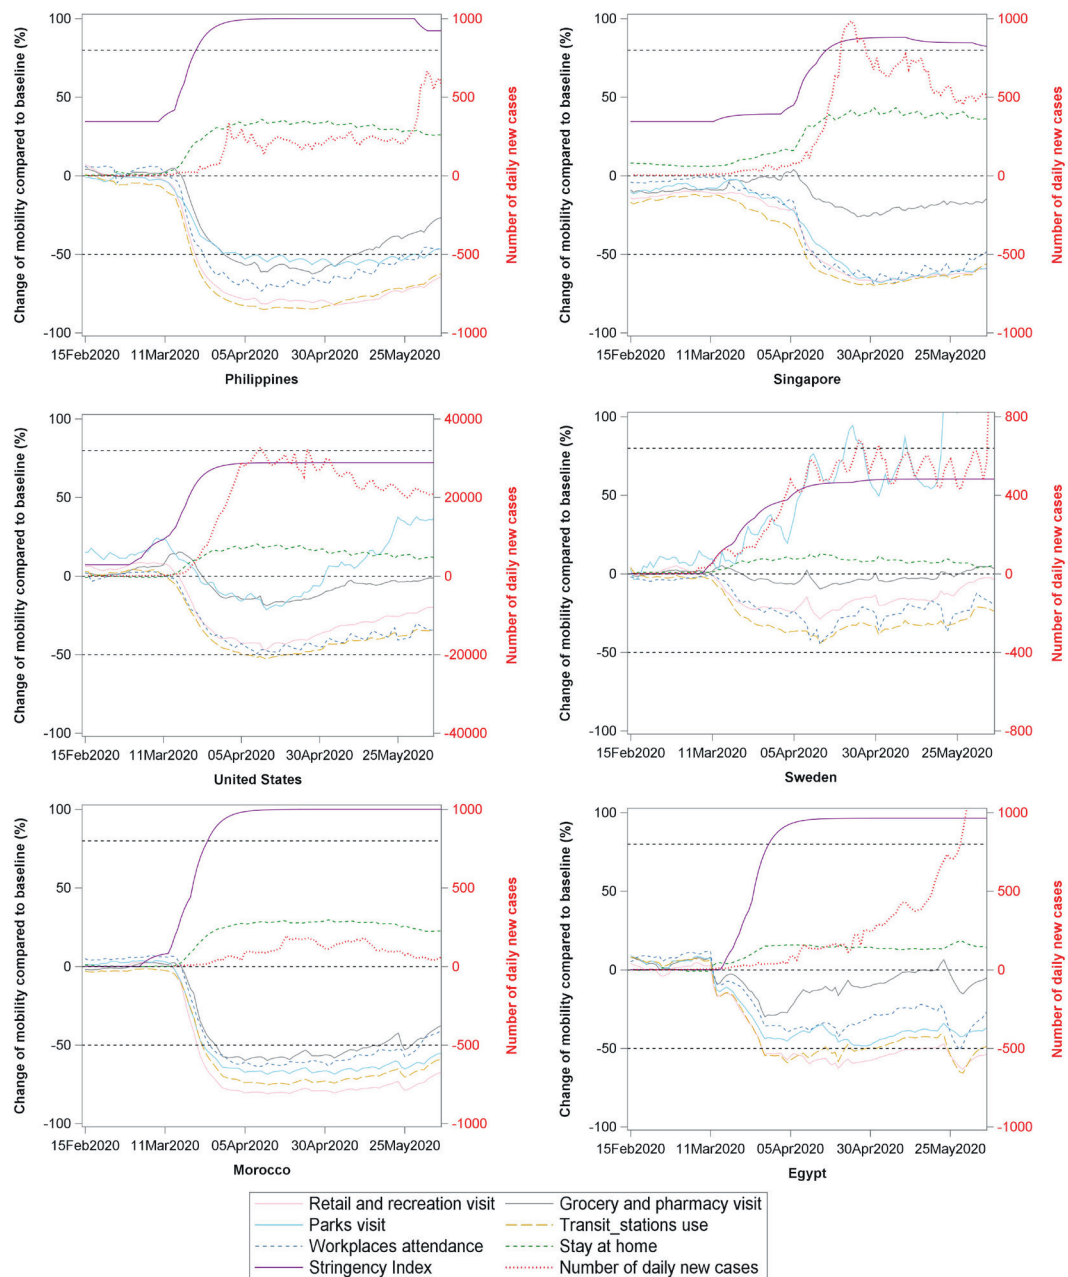 Change of mobility compared to baseline (%)
100
50
0
-50
-100
1000
500
0
-500
-1000
Number of daily new cases
15Feb2020 11Mar2020 05Apr2020 30Apr2020 25May2020
Philippines
Change of mobility compared to baseline (%)
100
50
0
-50
-100
1000
500
0
-500
-1000
Number of daily new cases
15Feb2020 11Mar2020 05Apr2020 30Apr2020 25May2020
Singapore
Change of mobility compared to baseline (%)
100
50
0
-50
-100
40000
20000
0
-20000
-40000
Number of daily new cases
15Feb2020 11Mar2020 05Apr2020 30Apr2020 25May2020
United States
Change of mobility compared to baseline (%)
100
50
0
-50
-100
800
400
0
-400
-800
Number of daily new cases
15Feb2020 11Mar2020 05Apr2020 30Apr2020 25May2020
Sweden
Change of mobility compared to baseline (%)
100
50
0
-50
-100
1000
500
0
-500
-1000
Number of daily new cases
15Feb2020 11Mar2020 05Apr2020 30Apr2020 25May2020
Morocco
Change of mobility compared to baseline (%)
100
50
0
-50
-100
1000
500
0
-500
-1000
Number of daily new cases
15Feb2020 11Mar2020 05Apr2020 30Apr2020 25May2020
Egypt
Retail and recreation visit Grocery and pharmacy visit
Parks visit Transit_stations use
Workplaces attendance Stay at home
Stringency Index Number of daily new cases